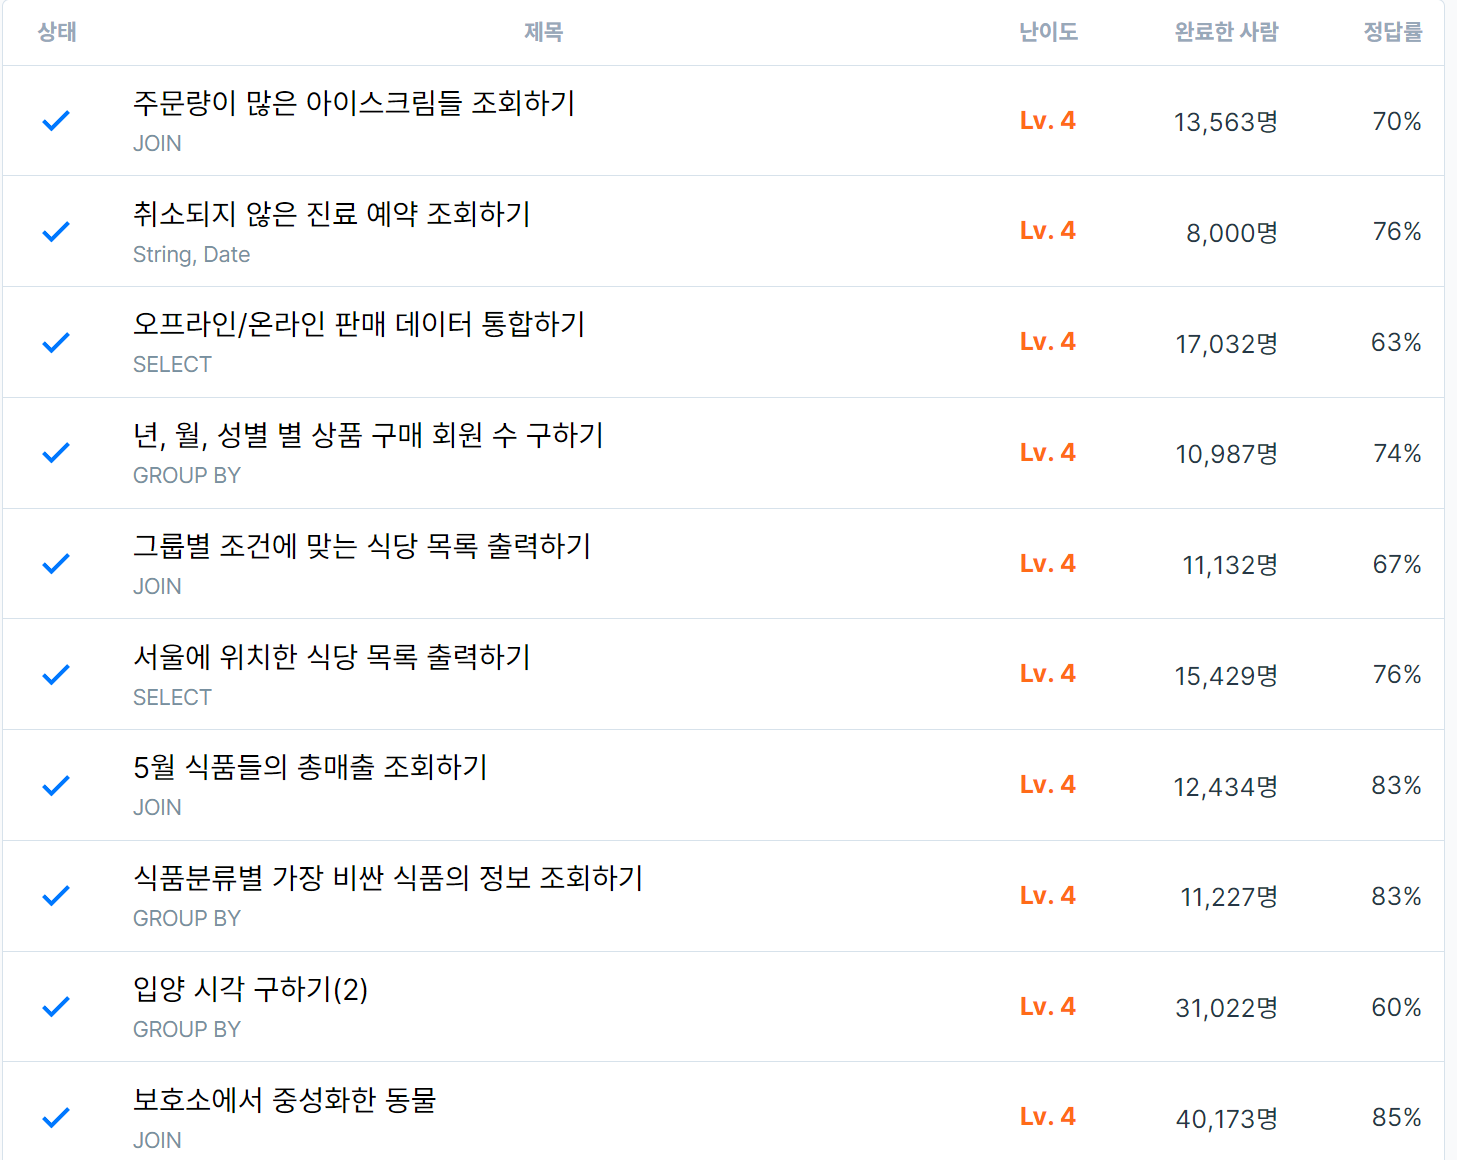 상태 제목 난이도 완료한 사람 정답률
주문량이 많은 아이스크림들 조회하기
JOIN
Lv. 4 13,563명 70%
취소되지 않은 진료 예약 조회하기
String, Date
Lv. 4 8,000명 76%
오프라인/온라인 판매 데이터 통합하기
SELECT
Lv. 4 17,032명 63%
년, 월, 성별 별 상품 구매 회원 수 구하기
GROUP BY
Lv. 4 10,987명 74%
그룹별 조건에 맞는 식당 목록 출력하기
JOIN
Lv. 4 11,132명 67%
서울에 위치한 식당 목록 출력하기
SELECT
Lv. 4 15,429명 76%
5월 식품들의 총매출 조회하기
JOIN
Lv. 4 12,434명 83%
식품분류별 가장 비싼 식품의 정보 조회하기
GROUP BY
Lv. 4 11,227명 83%
입양 시각 구하기(2)
GROUP BY
Lv. 4 31,022명 60%
보호소에서 중성화한 동물
JOIN
Lv. 4 40,173명 85%